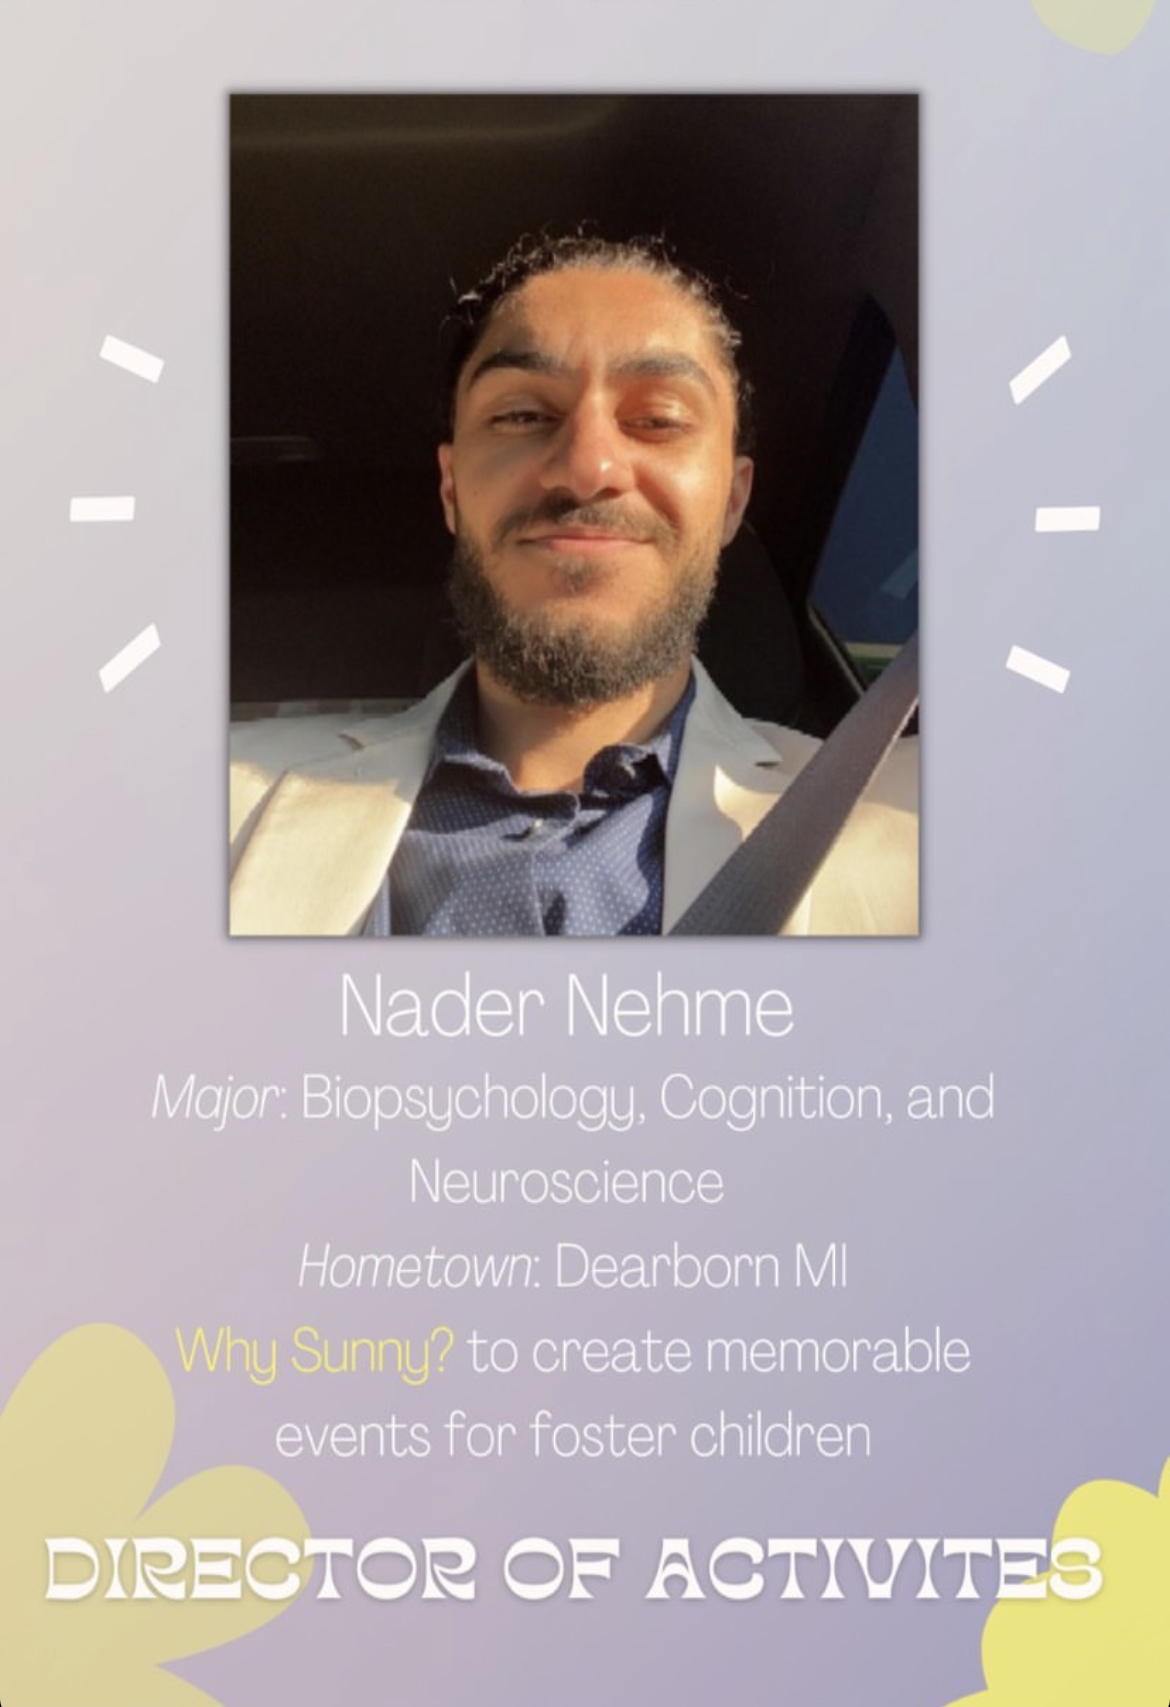 Nader Nehme
Major: Biopsychology, Cognition, and
Neuroscience
Hometown: Dearborn MI
Why Sunny? to create memorable
events for foster children
DIRECTOR OF ACTIVITES